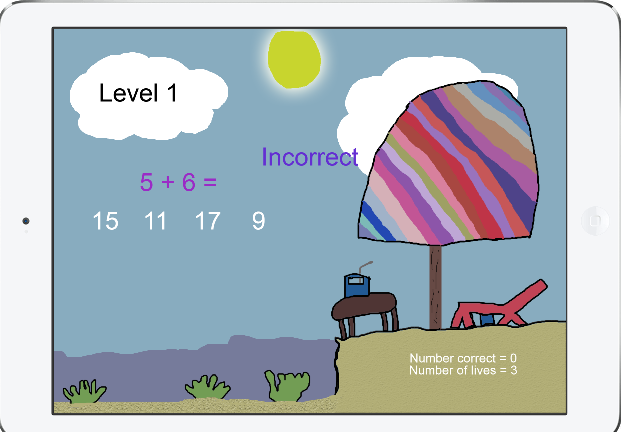 Level 1
Incorrect
5 + 6 =
15 11 17 9
Number correct = 0
Number of lives = 3